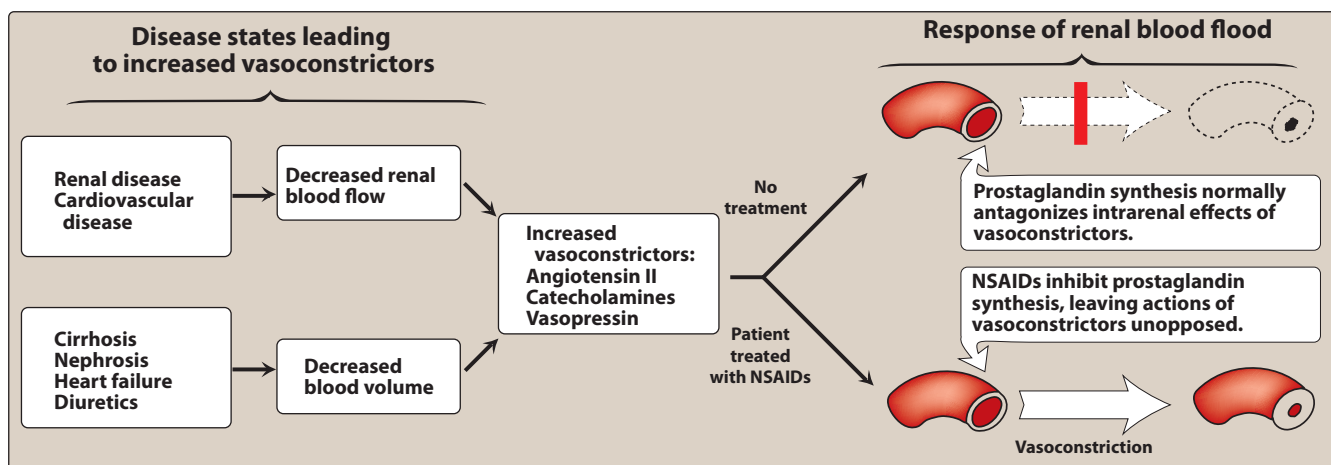 Disease states leading
to increased vasoconstrictors
Renal disease
Cardiovascular
disease
Decreased renal
blood flow
Cirrhosis
Nephrosis
Heart failure
Diuretics
Decreased
blood volume
Increased
vasoconstrictors:
Angiotensin II
Catecholamines
Vasopressin
No
treatment
Patient
treated
with NSAIDs
Response of renal blood flood
Prostaglandin synthesis normally
antagonizes intrarenal effects of
vasoconstrictors.
NSAIDs inhibit prostaglandin
synthesis, leaving actions of
vasoconstrictors unopposed.
Vasoconstriction